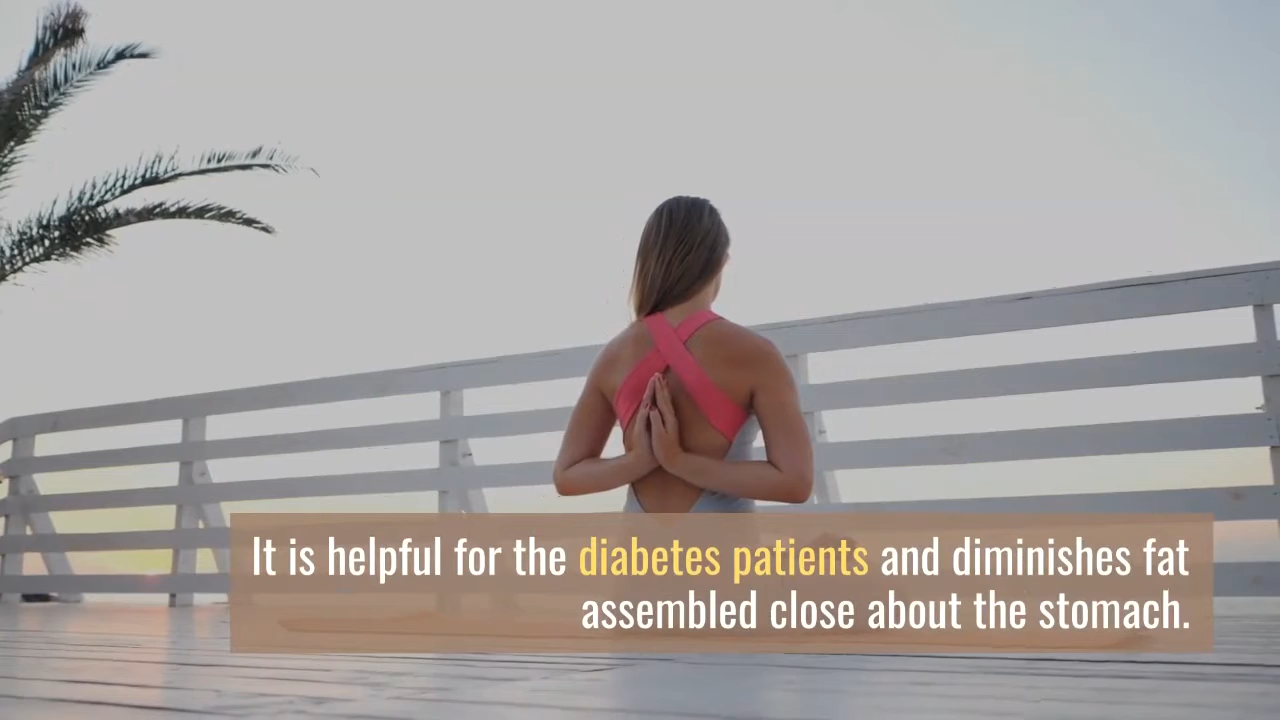 It is helpful for the diabetes patients and diminishes fat
assembled close about the stomach.